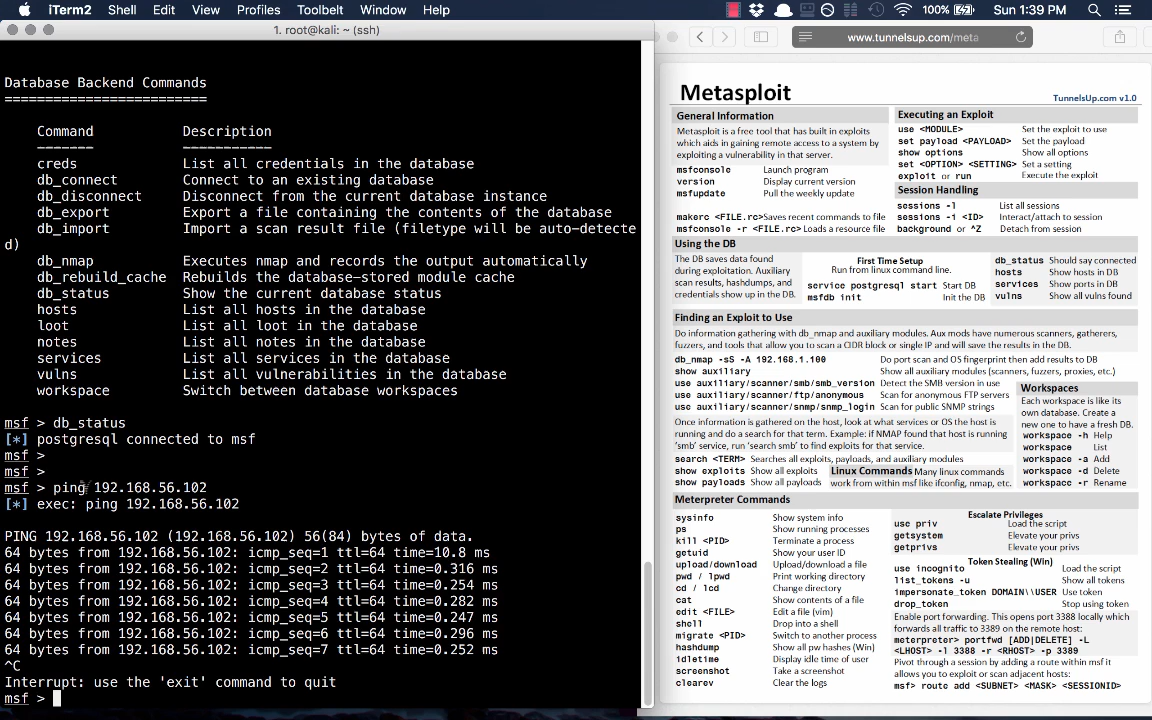 iTerm2 Shell Edit View Profiles Toolbelt Window Help 100% Sun 1:39 PM
1. root@kali: ~ (ssh)
Database Backend Commands
=========================
Command Description
------- -----------
creds List all credentials in the database
db_connect Connect to an existing database
db_disconnect Disconnect from the current database instance
db_export Export a file containing the contents of the database
db_import Import a scan result file (filetype will be auto-detecte
d)
db_nmap Executes nmap and records the output automatically
db_rebuild_cache Rebuilds the database-stored module cache
db_status Show the current database status
hosts List all hosts in the database
loot List all loot in the database
notes List all notes in the database
services List all services in the database
vulns List all vulnerabilities in the database
workspace Switch between database workspaces
msf > db_status
[*] postgresql connected to msf
msf >
msf >
msf > ping 192.168.56.102
[*] exec: ping 192.168.56.102
PING 192.168.56.102 (192.168.56.102) 56(84) bytes of data.
64 bytes from 192.168.56.102: icmp_seq=1 ttl=64 time=10.8 ms
64 bytes from 192.168.56.102: icmp_seq=2 ttl=64 time=0.316 ms
64 bytes from 192.168.56.102: icmp_seq=3 ttl=64 time=0.254 ms
64 bytes from 192.168.56.102: icmp_seq=4 ttl=64 time=0.282 ms
64 bytes from 192.168.56.102: icmp_seq=5 ttl=64 time=0.247 ms
64 bytes from 192.168.56.102: icmp_seq=6 ttl=64 time=0.296 ms
64 bytes from 192.168.56.102: icmp_seq=7 ttl=64 time=0.252 ms
^C
Interrupt: use the 'exit' command to quit
msf >
www.tunnelsup.com/meta
Metasploit
TunnelsUp.com v1.0
General Information
Metasploit is a free tool that has built in exploits
which aids in gaining remote access to a system by
exploiting a vulnerability in that server.
msfconsole Launch program
version Display current version
msfupdate Pull the weekly update
makerc <FILE.rc> Saves recent commands to file
msfconsole -r <FILE.rc> Loads a resource file
Executing an Exploit
use <MODULE> Set the exploit to use
set payload <PAYLOAD> Set the payload
show options Show all options
set <OPTION> <SETTING> Set a setting
exploit or run Execute the exploit
Session Handling
sessions -l List all sessions
sessions -i <ID> Interact/attach to session
background or ^Z Detach from session
Using the DB
The DB saves data found
during exploitation. Auxiliary
scan results, hashdumps, and
credentials show up in the DB.
First Time Setup
Run from linux command line.
service postgresql start Start DB
msfdb init Init the DB
db_status Should say connected
hosts Show hosts in DB
services Show ports in DB
vulns Show all vulns found
Finding an Exploit to Use
Do information gathering with db_nmap and auxiliary modules. Aux mods have numerous scanners, gatherers,
fuzzers, and tools that allow you to scan a CIDR block or single IP and will save the results in the DB.
db_nmap -sS -A 192.168.1.100 Do port scan and OS fingerprint then add results to DB
show auxiliary Show all auxiliary modules (scanners, fuzzers, proxies, etc.)
use auxiliary/scanner/smb/smb_version Detect the SMB version in use
use auxiliary/scanner/ftp/anonymous Scan for anonymous FTP servers
use auxiliary/scanner/snmp/snmp_login Scan for public SNMP strings
Once information is gathered on the host, look at what services or OS the host is
running and do a search for that term. Example: if NMAP found that host is running
'smb' service, run 'search smb' to find exploits for that service.
search <TERM> Searches all exploits, payloads, and auxiliary modules
show exploits Show all exploits
show payloads Show all payloads
Linux Commands Many linux commands
work from within msf like ifconfig, nmap, etc.
Workspaces
Each workspace is like its
own database. Create a
new one to have a fresh DB.
workspace -h Help
workspace List
workspace -a Add
workspace -d Delete
workspace -r Rename
Meterpreter Commands
sysinfo Show system info
ps Show running processes
kill <PID> Terminate a process
getuid Show your user ID
upload/download Upload/download a file
pwd / lpwd Print working directory
cd / lcd Change directory
cat Show contents of a file
edit <FILE> Edit a file (vim)
shell Drop into a shell
migrate <PID> Switch to another process
hashdump Show all pw hashes (Win)
idletime Display idle time of user
screenshot Take a screenshot
clearev Clear the logs
Escalate Privileges
use priv Load the script
getsystem Elevate your privs
getprivs Elevate your privs
Token Stealing (Win)
use incognito Load the script
list_tokens -u Show all tokens
impersonate_token DOMAIN\\USER Use token
drop_token Stop using token
Enable port forwarding. This opens port 3388 locally which
forwards all traffic to 3389 on the remote host:
meterpreter> portfwd [ADD|DELETE] -L
<LHOST> -l 3388 -r <RHOST> -p 3389
Pivot through a session by adding a route within msf it
allows you to exploit or scan adjacent hosts:
msf> route add <SUBNET> <MASK> <SESSIONID>